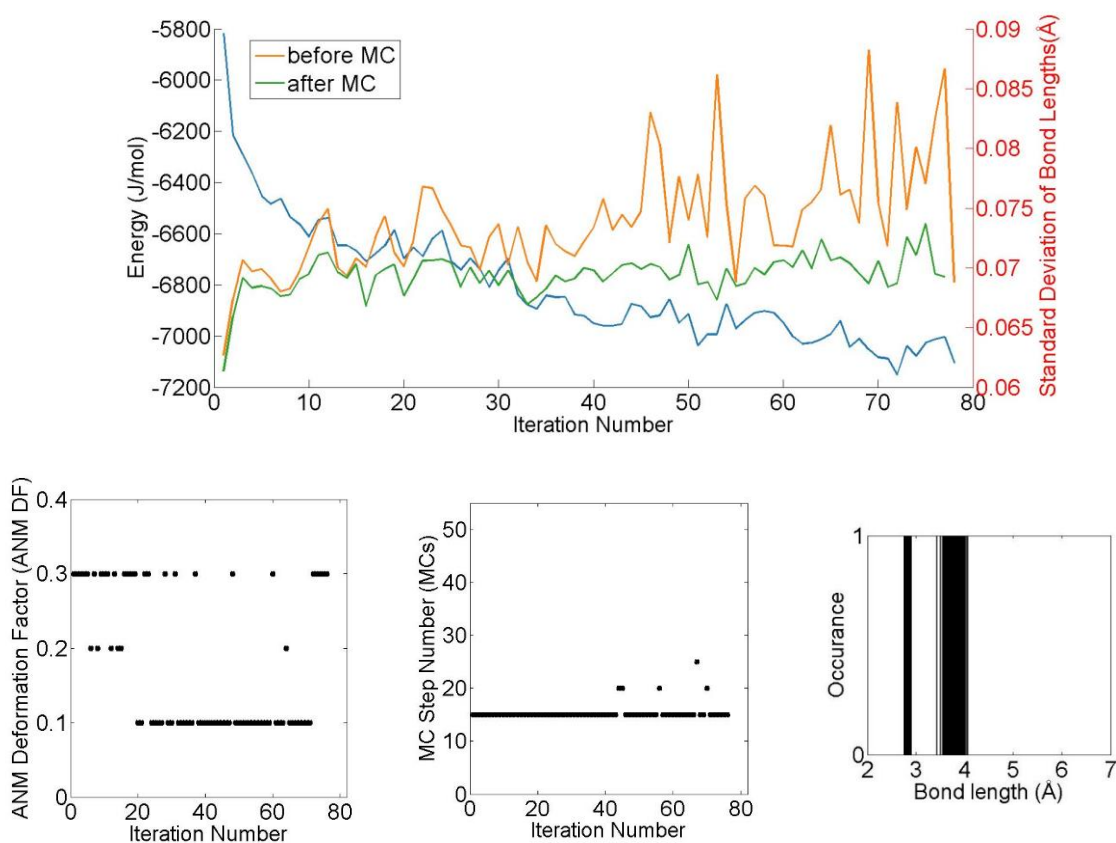 -5800
-6000
-6200
-6400
-6600
-6800
-7000
-7200
Energy (J/mol)
before MC
after MC
0.09
0.085
0.08
0.075
0.07
0.065
0.06
Standard Deviation of Bond Lengths(Å)
0 10 20 30 40 50 60 70 80
Iteration Number
0.4
0.3
0.2
0.1
0
ANM Deformation Factor (ANM DF)
0 20 40 60 80
Iteration Number
50
40
30
20
10
0
MC Step Number (MCs)
0 20 40 60 80
Iteration Number
1
0
Occurance
2 3 4 5 6 7
Bond length (Å)